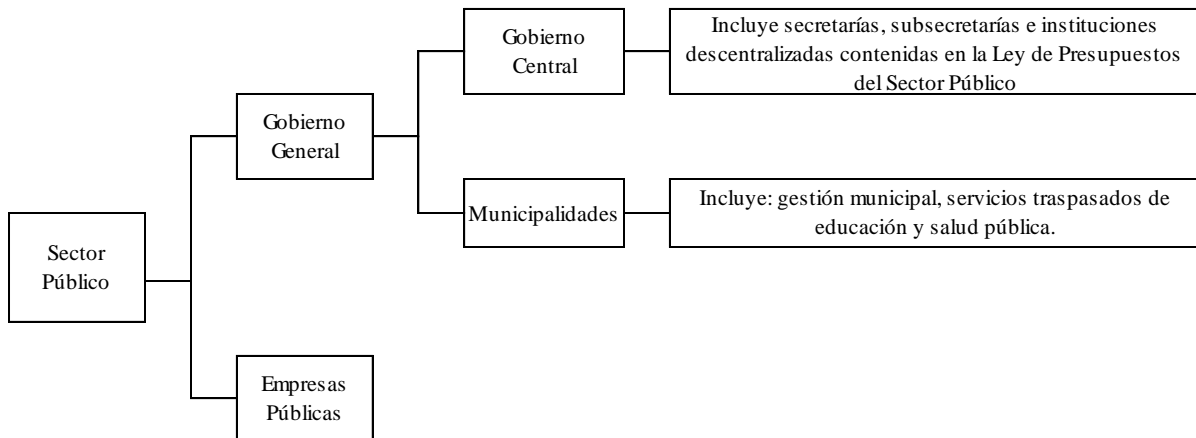 Gobierno
Central
Incluye secretarías, subsecretarías e instituciones
descentralizadas contenidas en la Ley de Presupuestos
del Sector Público
Gobierno
General
Municipalidades
Incluye: gestión municipal, servicios traspasados de
educación y salud pública.
Sector
Público
Empresas
Públicas